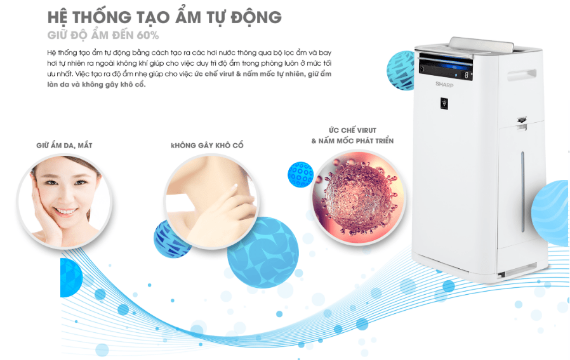 HỆ THỐNG TẠO ẨM TỰ ĐỘNG
GIỮ ĐỘ ẨM ĐẾN 60%
Hệ thống tạo ẩm tự động bằng cách tạo ra các hơi nước thông qua bộ lọc ẩm và bay
hơi tự nhiên ra ngoài không khí giúp cho việc duy trì độ ẩm trong phòng luôn ở mức tối
ưu nhất. Việc tạo ra độ ẩm nhẹ giúp cho việc ức chế virut & nấm mốc tự nhiên, giữ ẩm
làn da và không gây khô cổ.
GIỮ ẨM DA, MẮT
kHÔNG GÂY KHÔ CỔ
ỨC CHẾ VIRUT
& NẤM MỐC PHÁT TRIỂN
SHARP